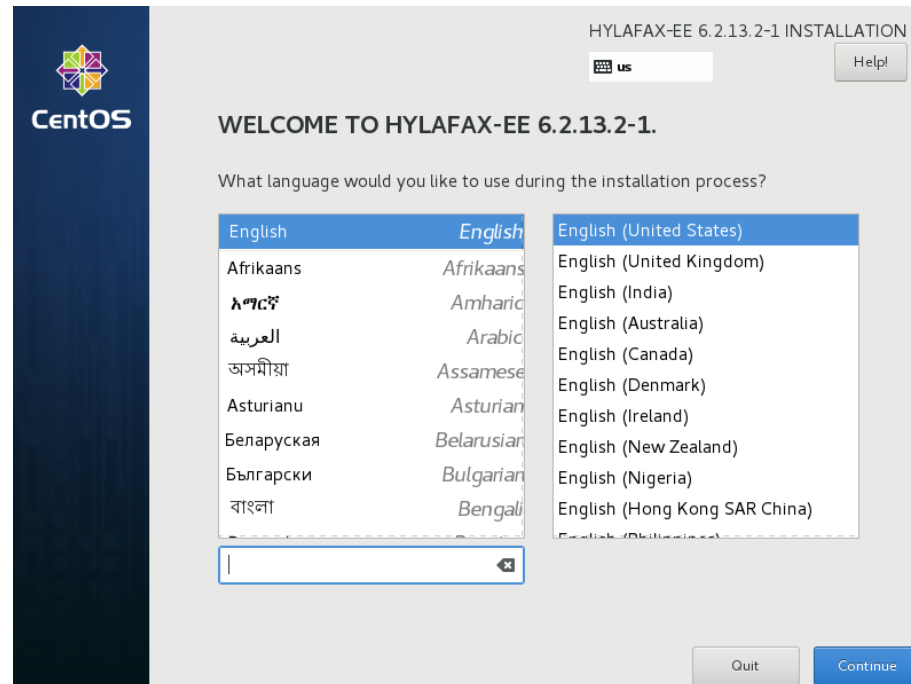 HYLAFAX-EE 6.2.13.2-1 INSTALLATION
us
Help!
CentOS
WELCOME TO HYLAFAX-EE 6.2.13.2-1.
What language would you like to use during the installation process?
English English
Afrikaans Afrikaans
አማርኛ Amharic
العربية Arabic
অসমীয়া Assamese
Asturianu Asturian
Беларуская Belarusian
Български Bulgarian
বাংলা Bengali
English (United States)
English (United Kingdom)
English (India)
English (Australia)
English (Canada)
English (Denmark)
English (Ireland)
English (New Zealand)
English (Nigeria)
English (Hong Kong SAR China)
English (Philippines)
Quit
Continue